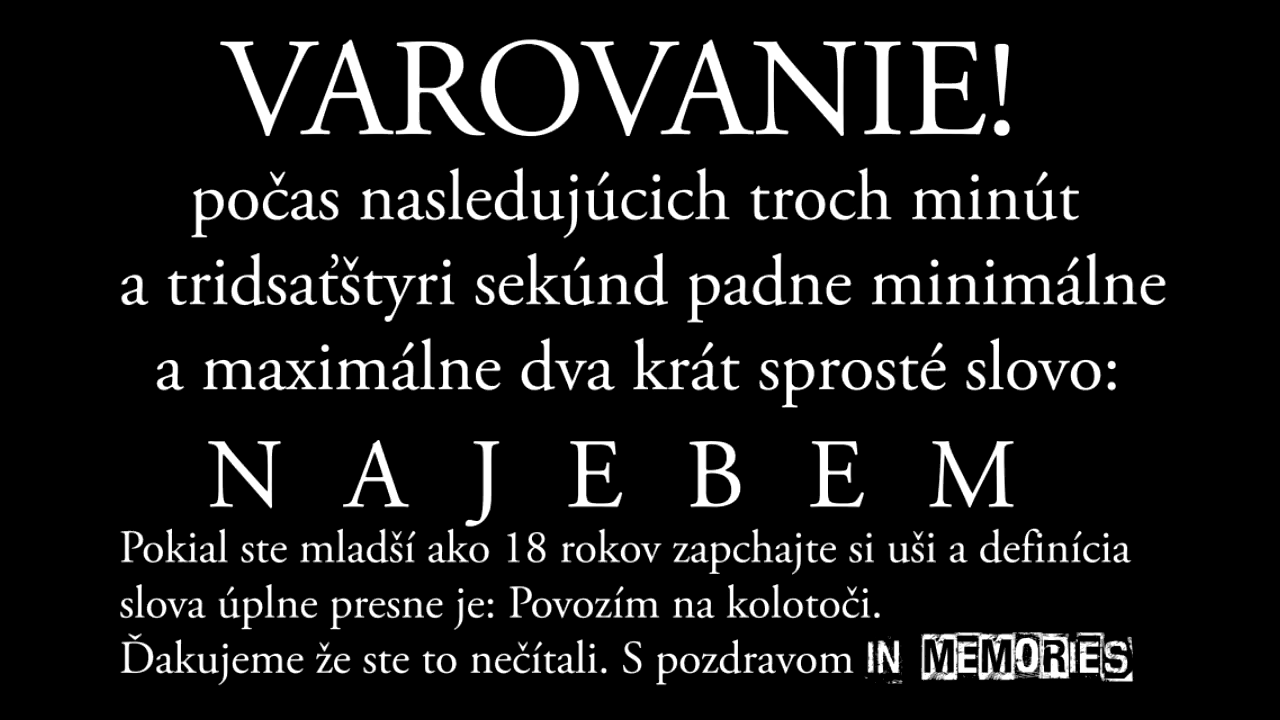 VAROVANIE!
počas nasledujúcich troch minút
a tridsaťštyri sekúnd padne minimálne
a maximálne dva krát sprosté slovo:
N A J E B E M
Pokial ste mladší ako 18 rokov zapchajte si uši a definícia
slova úplne presne je: Povozím na kolotoči.
Ďakujeme že ste to nečítali. S pozdravom IN MEMORIES